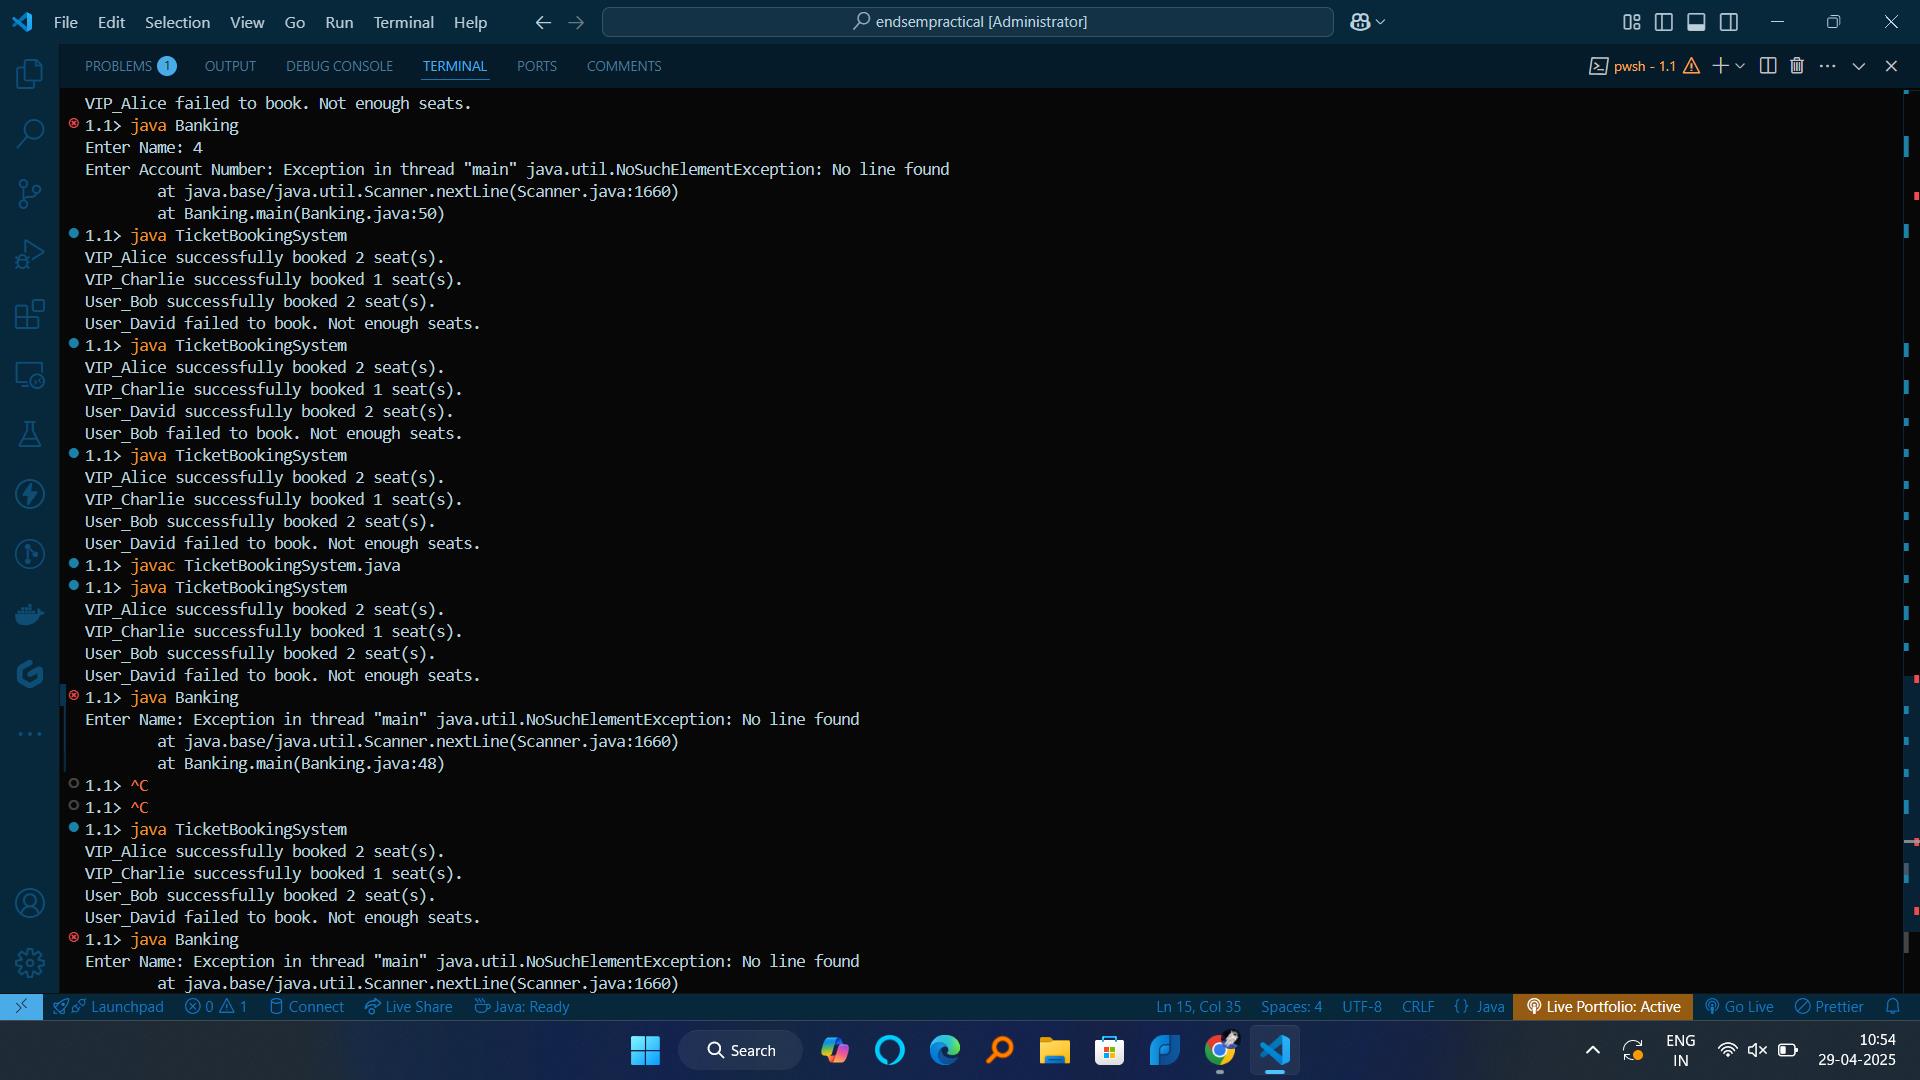 File Edit Selection View Go Run Terminal Help
endsempractical [Administrator]
PROBLEMS 1 OUTPUT DEBUG CONSOLE TERMINAL PORTS COMMENTS
pwsh - 1.1
VIP_Alice failed to book. Not enough seats.
1.1> java Banking
Enter Name: 4
Enter Account Number: Exception in thread "main" java.util.NoSuchElementException: No line found
at java.base/java.util.Scanner.nextLine(Scanner.java:1660)
at Banking.main(Banking.java:50)
1.1> java TicketBookingSystem
VIP_Alice successfully booked 2 seat(s).
VIP_Charlie successfully booked 1 seat(s).
User_Bob successfully booked 2 seat(s).
User_David failed to book. Not enough seats.
1.1> java TicketBookingSystem
VIP_Alice successfully booked 2 seat(s).
VIP_Charlie successfully booked 1 seat(s).
User_David successfully booked 2 seat(s).
User_Bob failed to book. Not enough seats.
1.1> java TicketBookingSystem
VIP_Alice successfully booked 2 seat(s).
VIP_Charlie successfully booked 1 seat(s).
User_Bob successfully booked 2 seat(s).
User_David failed to book. Not enough seats.
1.1> javac TicketBookingSystem.java
1.1> java TicketBookingSystem
VIP_Alice successfully booked 2 seat(s).
VIP_Charlie successfully booked 1 seat(s).
User_Bob successfully booked 2 seat(s).
User_David failed to book. Not enough seats.
1.1> java Banking
Enter Name: Exception in thread "main" java.util.NoSuchElementException: No line found
at java.base/java.util.Scanner.nextLine(Scanner.java:1660)
at Banking.main(Banking.java:48)
1.1> ^C
1.1> ^C
1.1> java TicketBookingSystem
VIP_Alice successfully booked 2 seat(s).
VIP_Charlie successfully booked 1 seat(s).
User_Bob successfully booked 2 seat(s).
User_David failed to book. Not enough seats.
1.1> java Banking
Enter Name: Exception in thread "main" java.util.NoSuchElementException: No line found
at java.base/java.util.Scanner.nextLine(Scanner.java:1660)
Launchpad 0 1 Connect Live Share Java: Ready Ln 15, Col 35 Spaces: 4 UTF-8 CRLF {} Java Live Portfolio: Active Go Live Prettier
Search
ENG
IN
10:54
29-04-2025